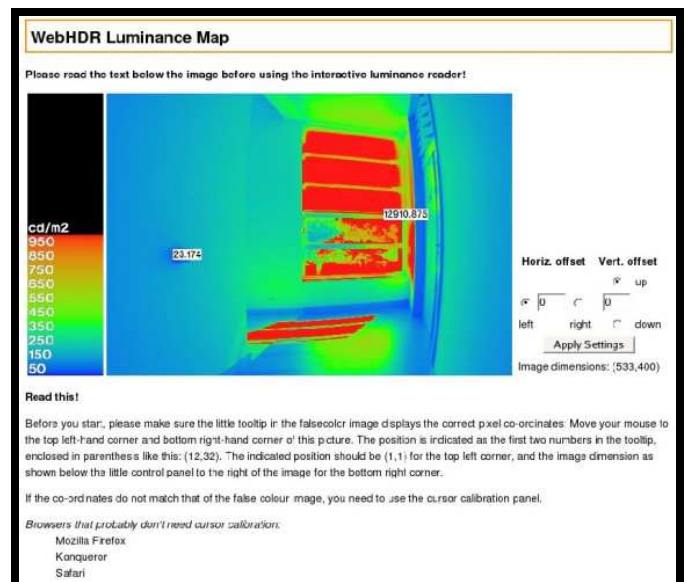 WebHDR Luminance Map
Please read the text below the image before using the interactive luminance reader!
cd/m2
950
850
750
650
550
450
350
250
150
50
23.174
12910.875
Horiz. offset Vert. offset
up
0 0
left right down
Apply Settings
Image dimensions: (533,400)
Read this!
Before you start, please make sure the little tooltip in the falsecolor image displays the correct pixel co-orcinates: Move your mouse to
the top left-hand corner and bottom right-hand corner of this picture. The position is indicated as the first two numbers in the tooltip,
enclosed in parenthesis like this: (12,32). The indicated position should be (1,1) for the top left corner, and the image dimension as
shown below the little control panel to the right of the image for the bottom right corner.
If the co-ordinates do not match that of the false colour image, you need to use the cursor calibration panel.
Browsers that probably don't need cursor calibration:
Mozilla Firefox
Konqueror
Safari